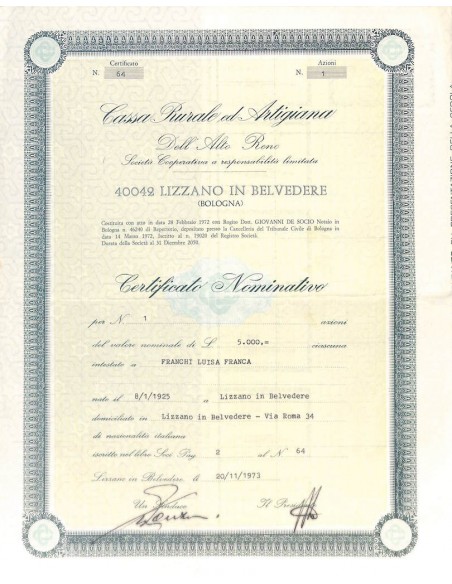 Certificato
N. 64
Azioni
N. 1
Cassa Rurale ed Artigiana
Dell'Alto Reno
Società Cooperativa a responsabilità limitata
40042 LIZZANO IN BELVEDERE
(BOLOGNA)
Costituita con atto in data 28 Febbraio 1972 con Rogito Dott. GIOVANNI DE SOCIO Notaio in
Bologna n. 46240 di Repertorio, depositato presso la Cancelleria del Tribunale Civile di Bologna in
data 14 Marzo 1972, iscritto al n. 19028 del Registro Società.
Durata della Società al 31 Dicembre 2050.
Certificato Nominativo
per N. 1 azioni
del valore nominale di £ 5.000,= ciascuna
intestato a FRANCHI LUISA FRANCA
nato il 8/1/1925 a Lizzano in Belvedere
domiciliato in Lizzano in Belvedere - Via Roma 34
di nazionalità italiana
iscritto nel libro Soci Pag. 2 al N. 64
Lizzano in Belvedere, li 20/11/1973
Un Sindaco Il Presidente